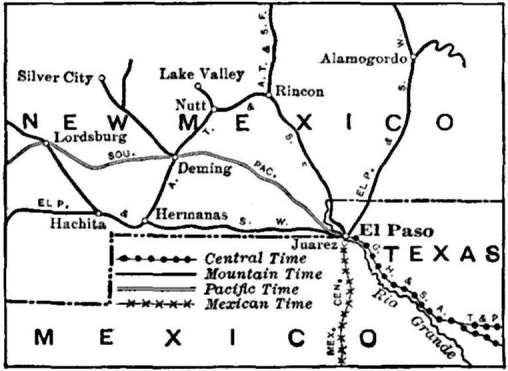 A. T. & S. F.
Silver City
Lake Valley
Alamogordo
S. W.
Nutt
Rincon
NEW MEXICO
Lordsburg
SOU. PAC.
A. T. & S. F.
Deming
EL P. & S. W.
EL P. & S. W.
Hachita
Hermanas
El Paso
Juarez
TEXAS
Central Time
Mountain Time
Pacific Time
Mexican Time
G. H. & S. A.
T & P.
Rio Grande
MEX. CEN.
MEXICO